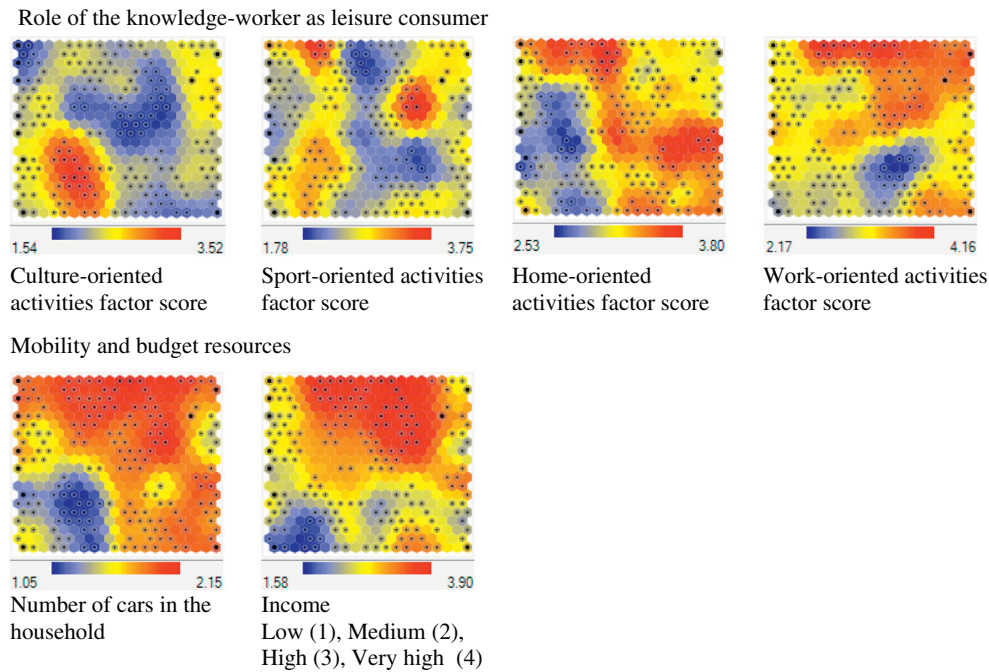 Role of the knowledge-worker as leisure consumer
1.54 3.52 1.78 3.75 2.53 3.80 2.17 4.16
Culture-oriented activities factor score
Sport-oriented activities factor score
Home-oriented activities factor score
Work-oriented activities factor score
Mobility and budget resources
1.05 2.15 1.58 3.90
Number of cars in the household
Income
Low (1), Medium (2),
High (3), Very high (4)